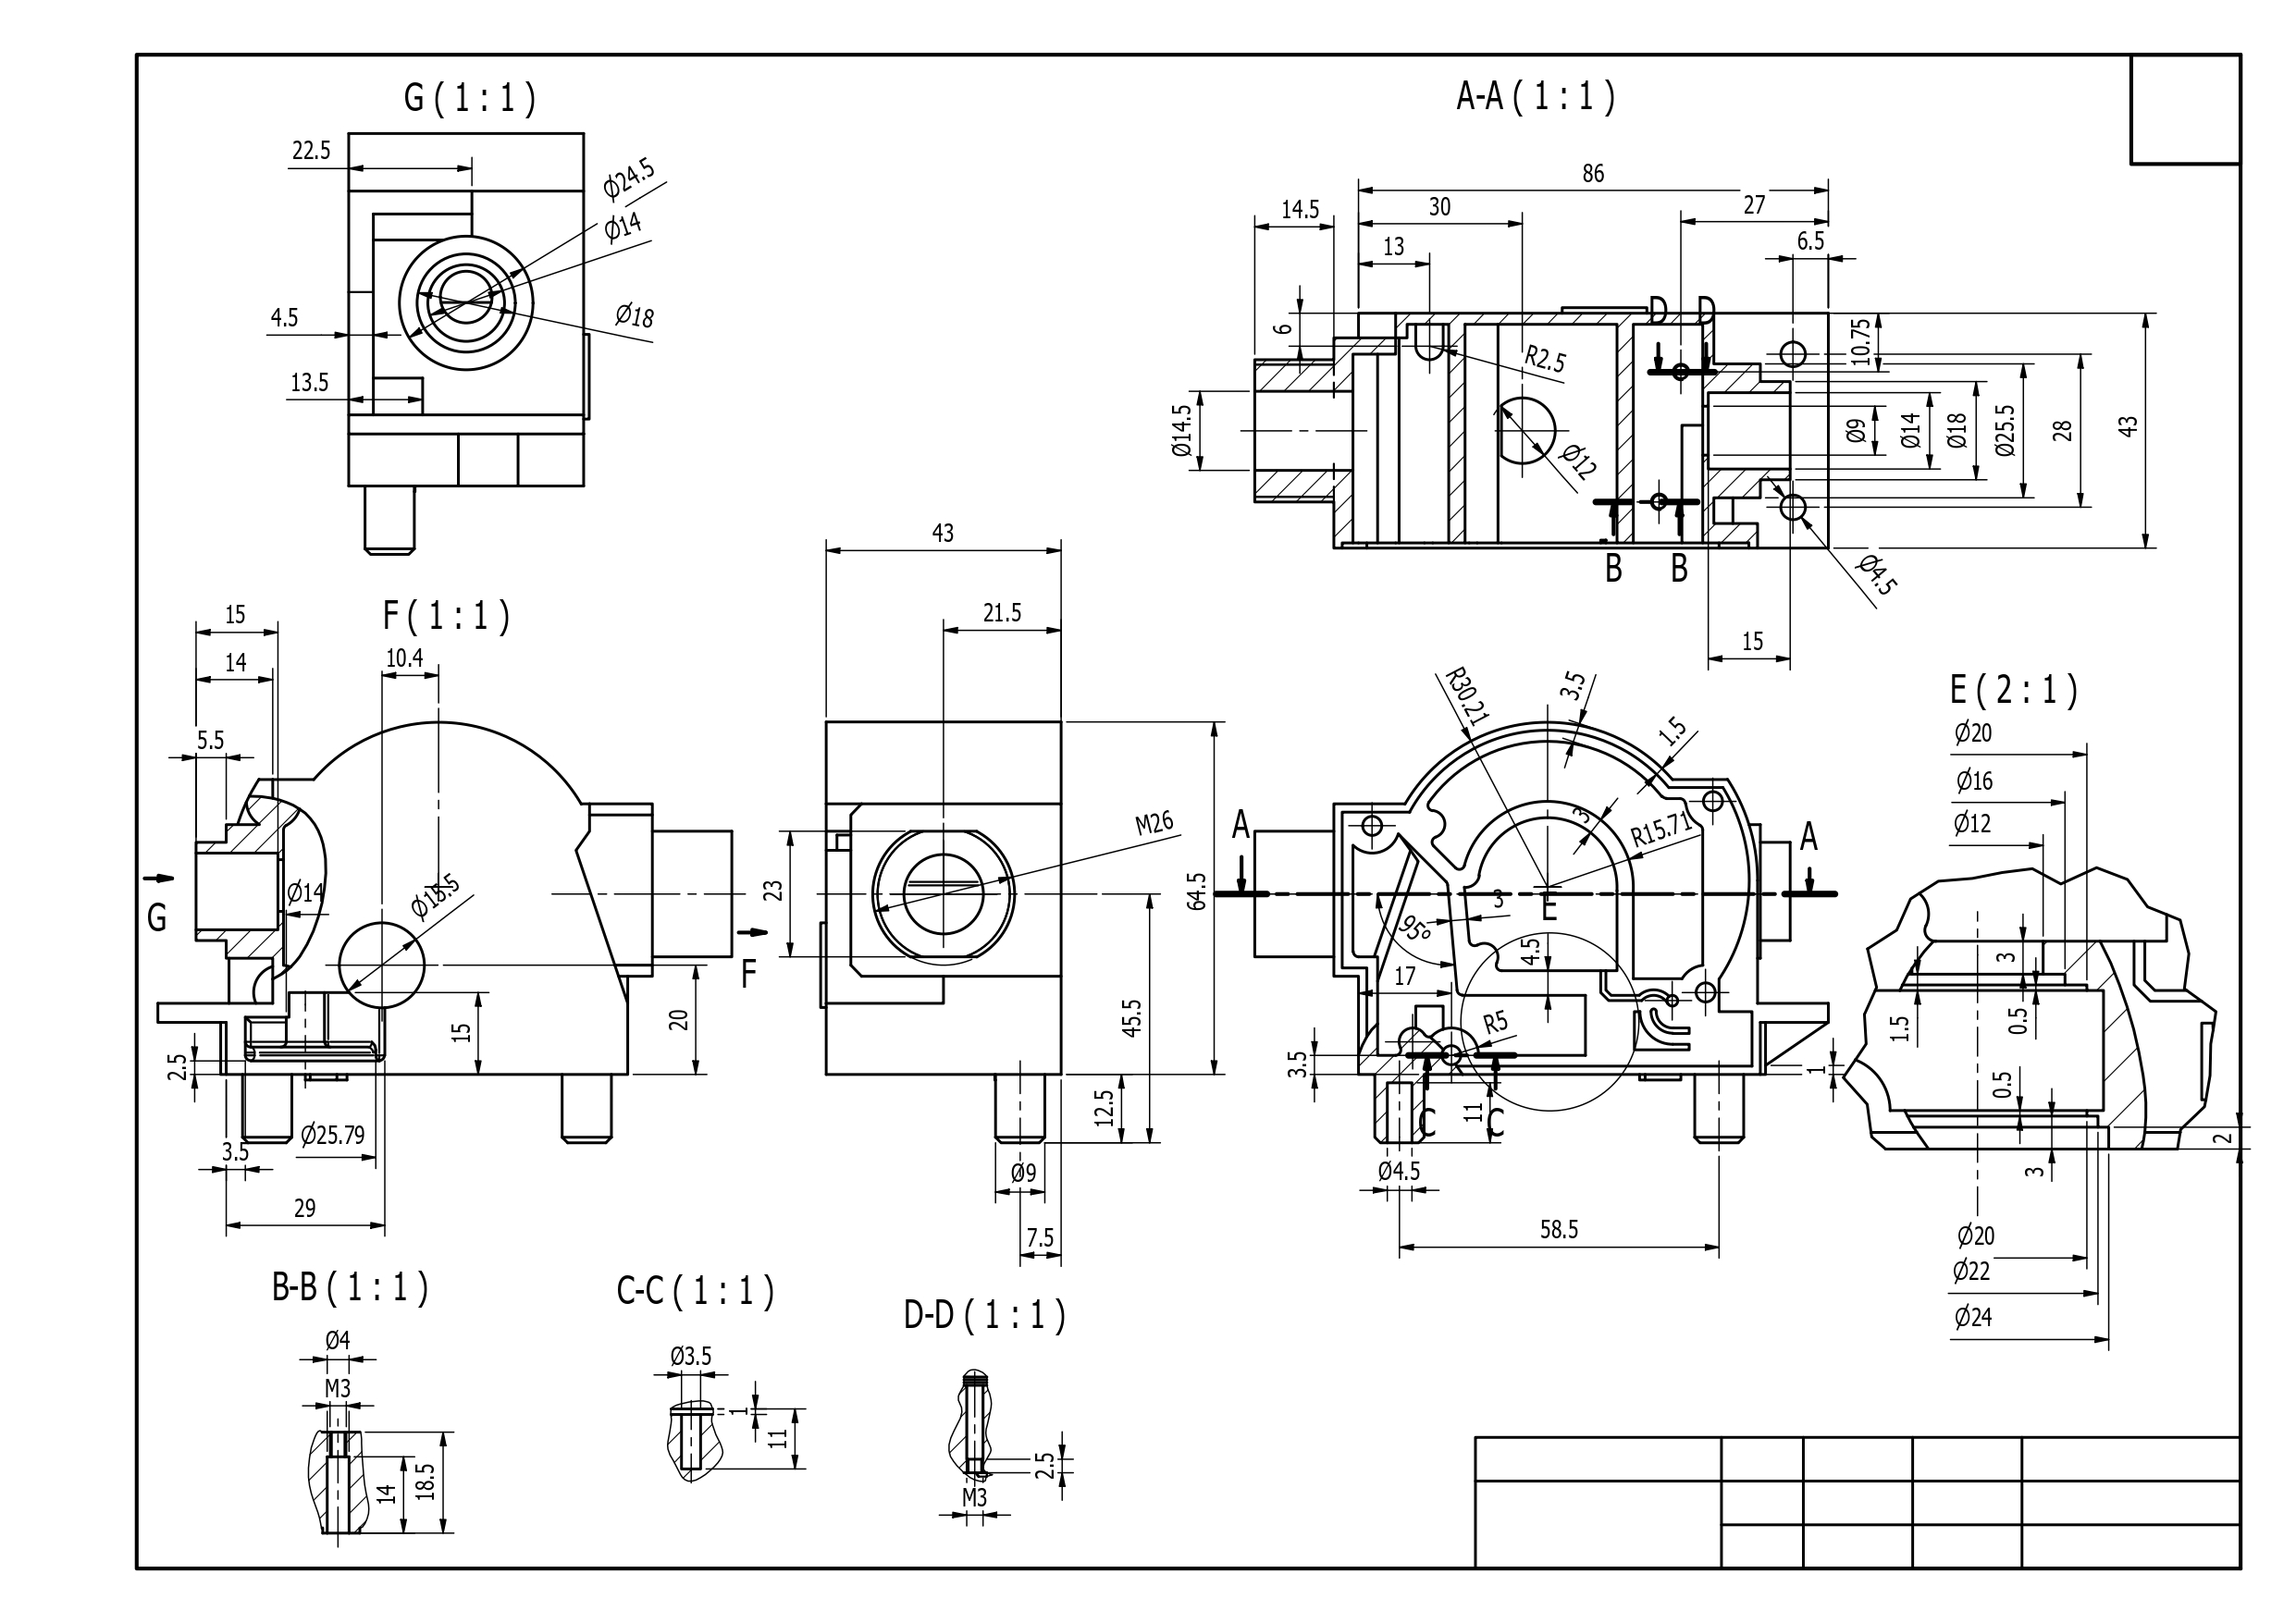 G ( 1 : 1 )
22.5
Ø24.5
Ø14
Ø18
4.5
13.5
A-A ( 1 : 1 )
86
14.5
30
27
13
6.5
D D
6
R2.5
10.75
Ø14.5
Ø12
Ø9
Ø14
Ø18
Ø25.5
28
43
B B
Ø4.5
15
F ( 1 : 1 )
15
14
10.4
5.5
Ø14
G
F
15
20
2.5
Ø25.79
3.5
29
43
21.5
M26
23
64.5
45.5
12.5
Ø9
7.5
R30.21
3.5
1.5
A A
3
R15.71
3
E
95°
4.5
17
R5
3.5
1
C C
11
Ø4.5
58.5
E ( 2 : 1 )
Ø20
Ø16
Ø12
3
1.5
0.5
0.5
2
3
Ø20
Ø22
Ø24
B-B ( 1 : 1 )
Ø4
M3
14
18.5
C-C ( 1 : 1 )
Ø3.5
1
11
D-D ( 1 : 1 )
2.5
M3